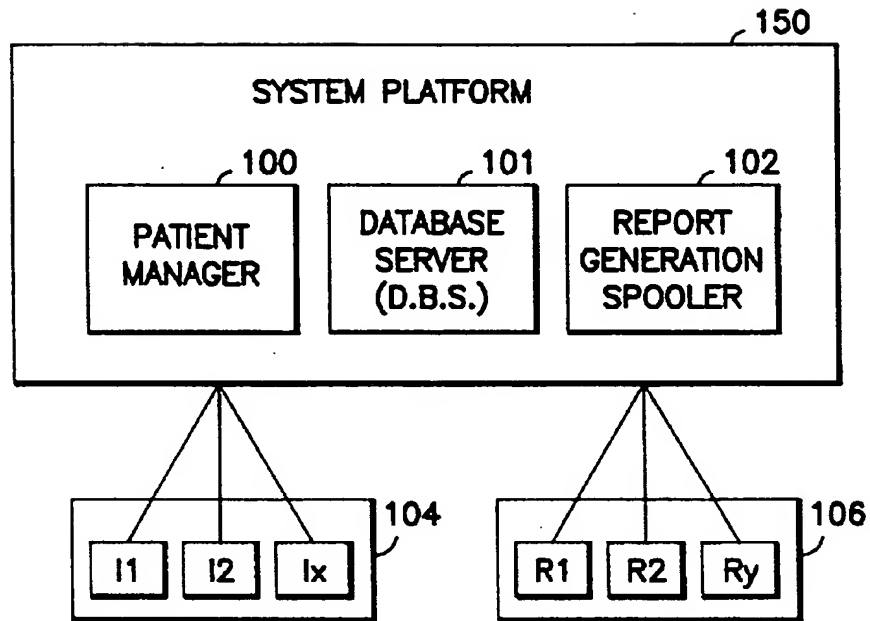 150
SYSTEM PLATFORM
100
101
102
PATIENT
MANAGER
DATABASE
SERVER
(D.B.S.)
REPORT
GENERATION
SPOOLER
104
I1 I2 Ix
106
R1 R2 Ry